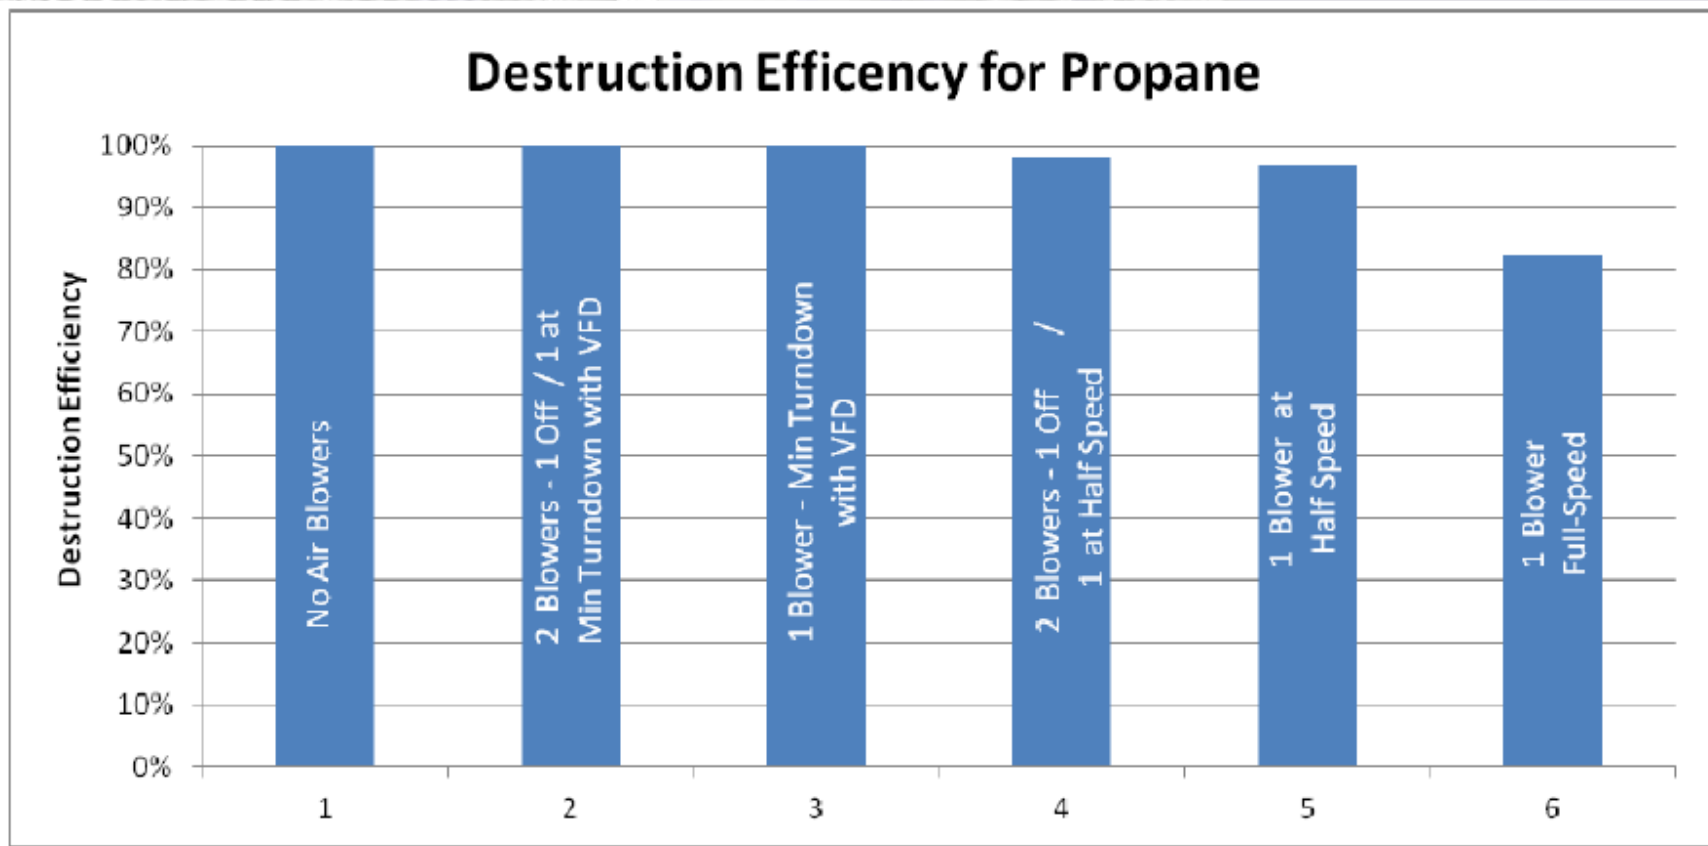 Destruction Efficency for Propane
Destruction Efficiency
100%
90%
80%
70%
60%
50%
40%
30%
20%
10%
0%
No Air Blowers
2 Blowers - 1 Off / 1 at
Min Turndown with VFD
1 Blower - Min Turndown
with VFD
2 Blowers - 1 Off /
1 at Half Speed
1 Blower at
Half Speed
1 Blower
Full-Speed
1
2
3
4
5
6